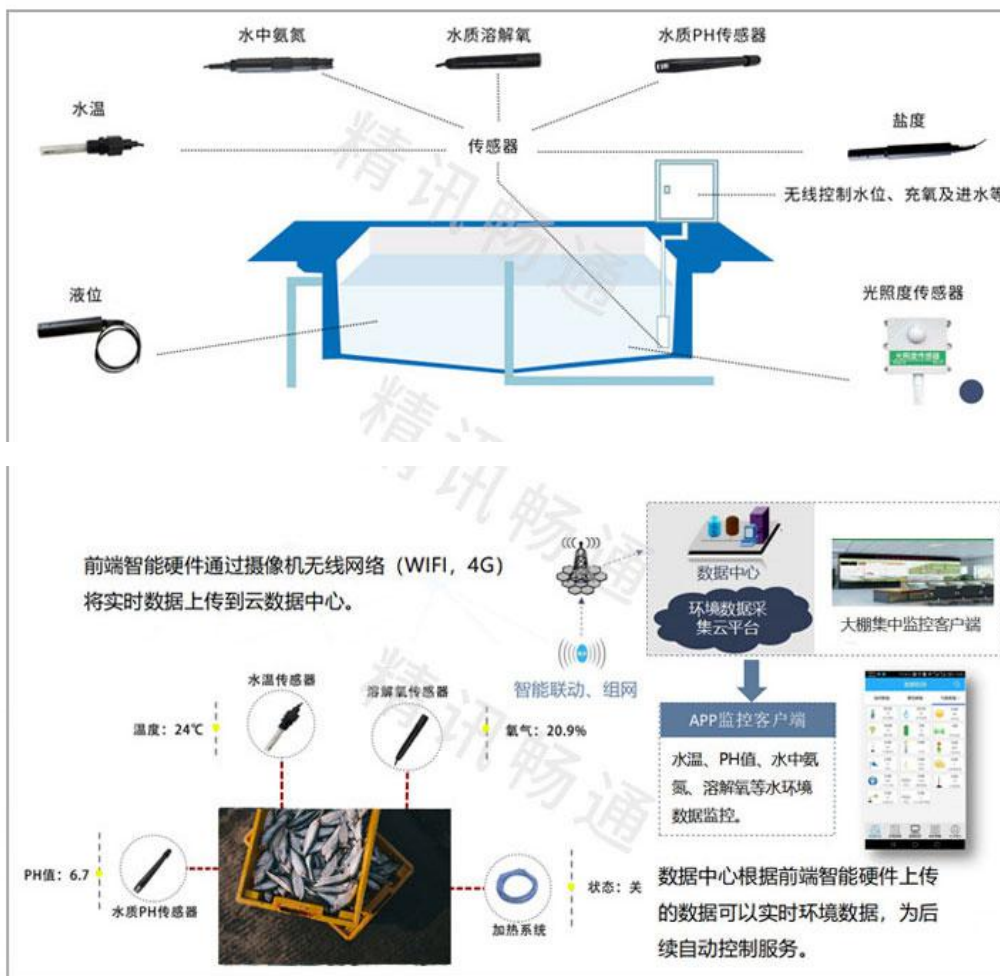 水中氨氮
水质溶解氧
水质PH传感器
水温
传感器
盐度
无线控制水位、充氧及进水等
液位
光照度传感器
光照度传感器
精讯畅通
精讯畅通
前端智能硬件通过摄像机无线网络（WIFI，4G）
将实时数据上传到云数据中心。
数据中心
环境数据采
集云平台
大棚集中监控客户端
智能联动、组网
水温传感器
溶解氧传感器
温度：24℃
氧气：20.9%
精讯畅通
APP监控客户端
水温、PH值、水中氨
氮、溶解氧等水环境
数据监控。
PH值：6.7
水质PH传感器
加热系统
状态：关
数据中心根据前端智能硬件上传
的数据可以实时环境数据，为后
续自动控制服务。